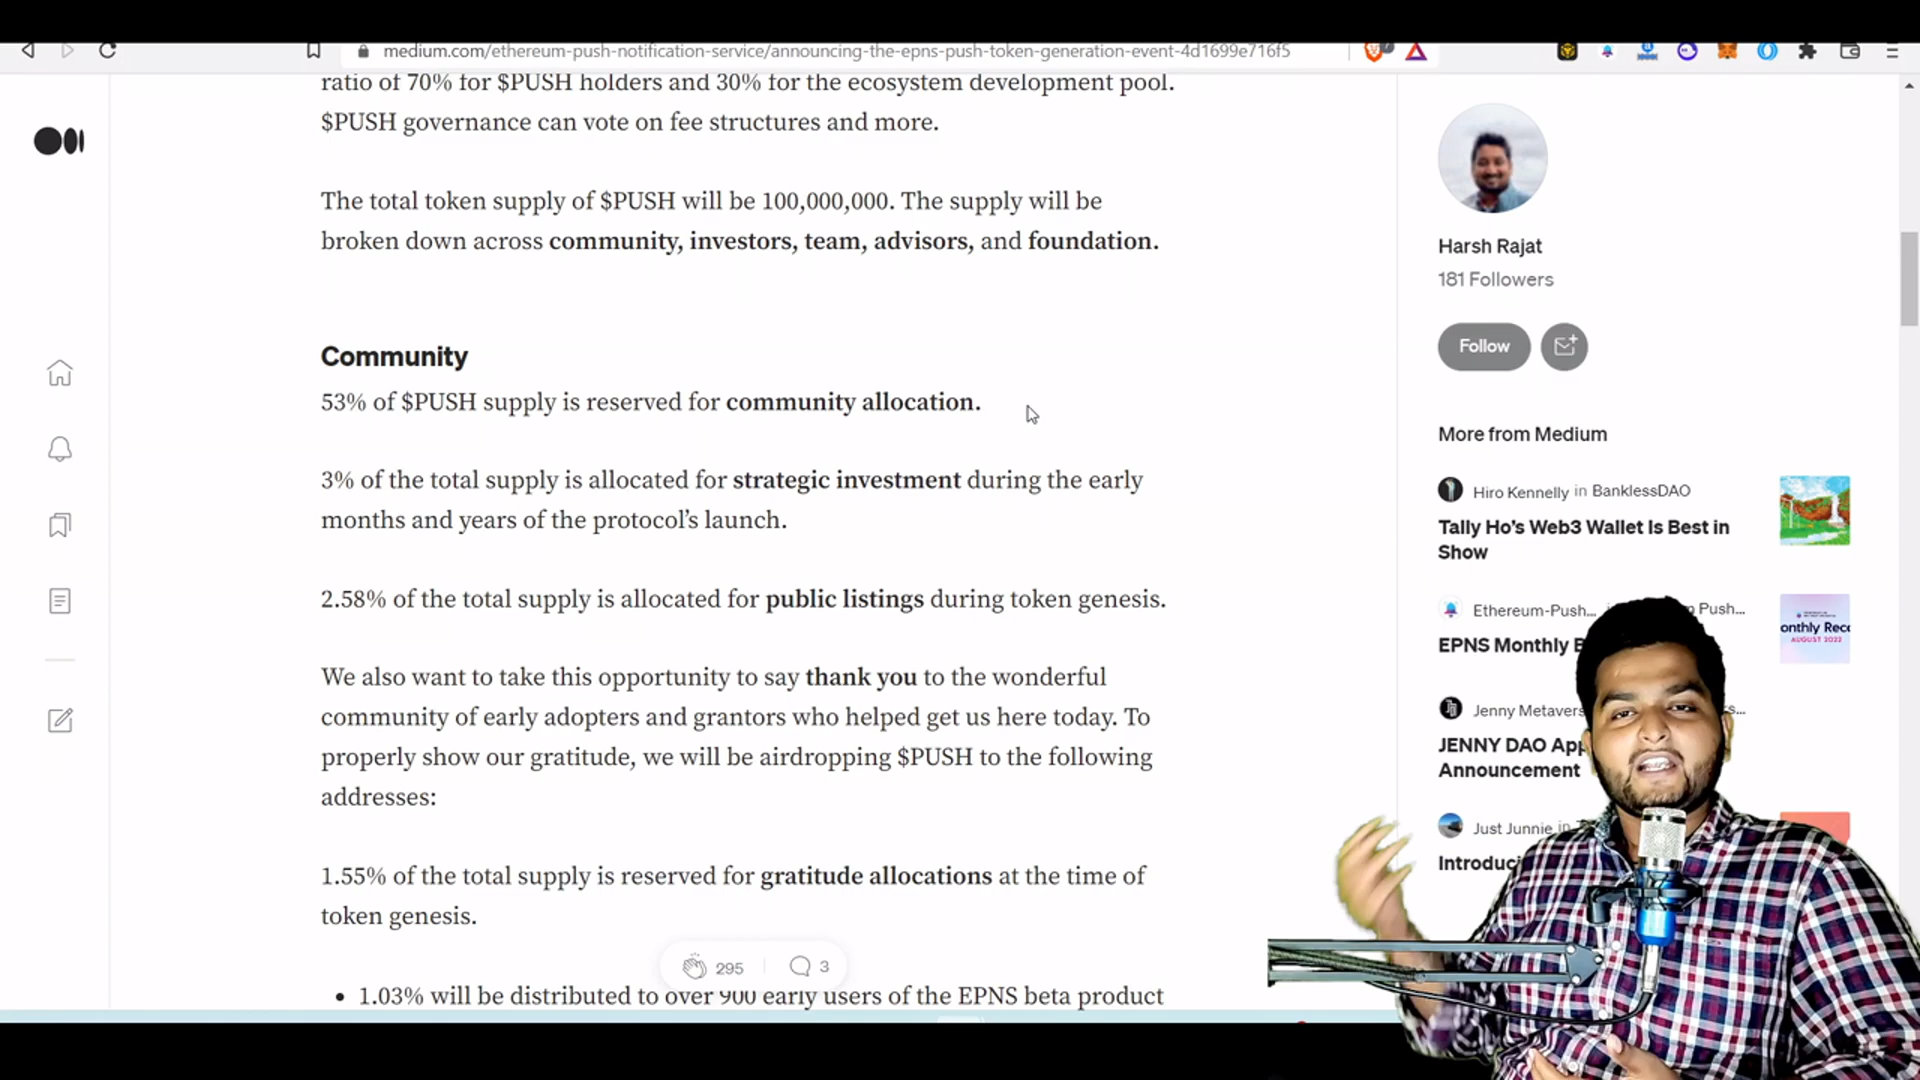 medium.com/ethereum-push-notification-service/announcing-the-epns-push-token-generation-event-4d1699e716f5
ratio of 70% for $PUSH holders and 30% for the ecosystem development pool.
$PUSH governance can vote on fee structures and more.
The total token supply of $PUSH will be 100,000,000. The supply will be
broken down across community, investors, team, advisors, and foundation.
Community
53% of $PUSH supply is reserved for community allocation.
3% of the total supply is allocated for strategic investment during the early
months and years of the protocol’s launch.
2.58% of the total supply is allocated for public listings during token genesis.
We also want to take this opportunity to say thank you to the wonderful
community of early adopters and grantors who helped get us here today. To
properly show our gratitude, we will be airdropping $PUSH to the following
addresses:
1.55% of the total supply is reserved for gratitude allocations at the time of
token genesis.
295
3
• 1.03% will be distributed to over 900 early users of the EPNS beta product
Harsh Rajat
181 Followers
Follow
More from Medium
Hiro Kennelly in BanklessDAO
Tally Ho’s Web3 Wallet Is Best in
Show
Ethereum-Push... Push...
EPNS Monthly
onthly Rec
AUGUST 2022
Jenny Metavers
JENNY DAO App
Announcement
Just Junnie in
Introduc